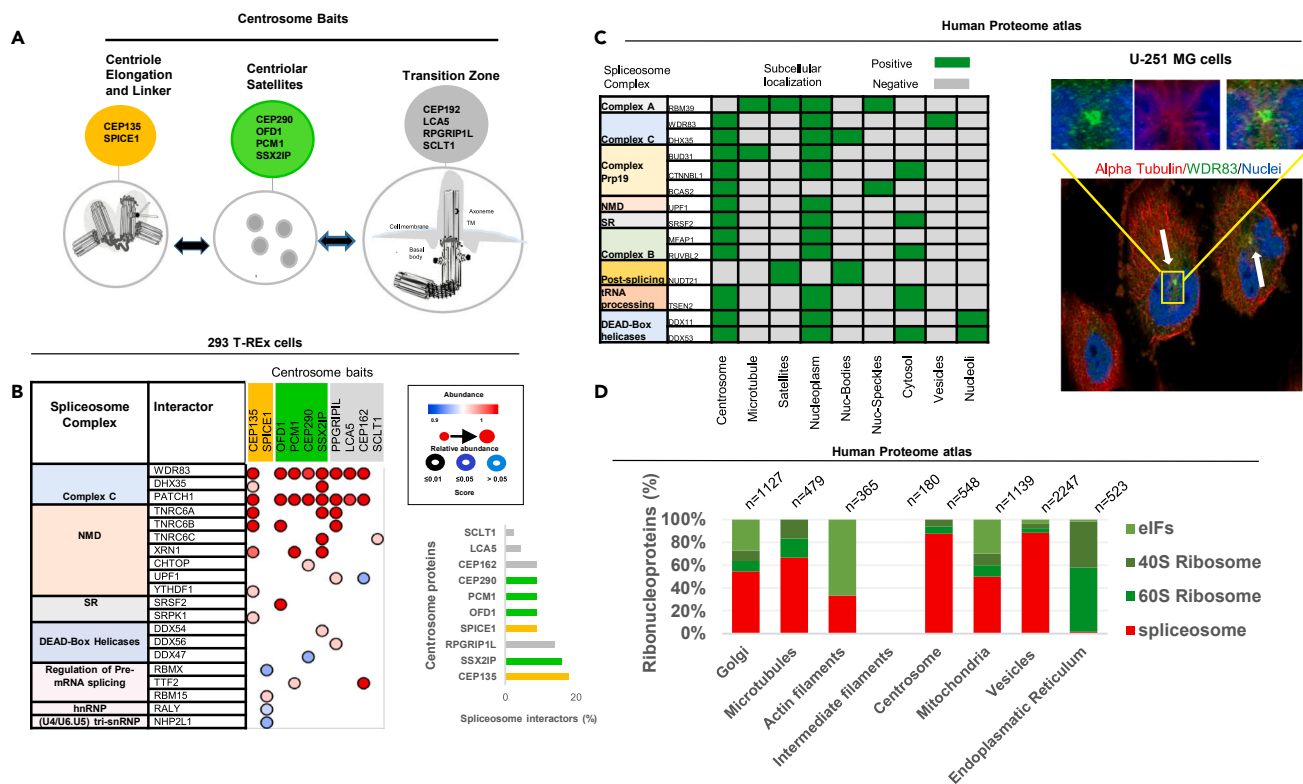 Centrosome Baits
A
Centriole
Elongation
and Linker
Centriolar
Satellites
Transition Zone
CEP135
SPICE1
CEP290
OFD1
PCM1
SSX2IP
CEP192
LCA5
RPGRIP1L
SCLT1
Axoneme
Cell membrane
TM
Basal
body
293 T-REx cells
B
Centrosome baits
Spliceosome
Complex
Interactor
CEP135
SPICE1
OFD1
PCM1
CEP290
SSX2IP
PPGRIPIL
LCA5
CEP162
SCLT1
Complex C
WDR83
DHX35
PATCH1
NMD
TNRC6A
TNRC6B
TNRC6C
XRN1
CHTOP
UPF1
YTHDF1
SR
SRSF2
SRPK1
DEAD-Box Helicases
DDX54
DDX56
DDX47
Regulation of Pre-
mRNA splicing
RBMX
TTF2
RBM15
hnRNP
RALY
(U4/U6.U5) tri-snRNP
NHP2L1
Abundance
0.9
1
Relative abundance
≤0.01
≤0.05
> 0.05
Score
Centrosome proteins
SCLT1
LCA5
CEP162
CEP290
PCM1
OFD1
SPICE1
RPGRIP1L
SSX2IP
CEP135
0
20
Spliceosome interactors (%)
Human Proteome atlas
C
Spliceosome
Complex
Subcellular
localization
Positive
Negative
Complex A
RBM39
Complex C
WDR83
DHX35
Complex
Prp19
BUD31
CTNNBL1
BCAS2
NMD
UPF1
SR
SRSF2
Complex B
MFAP1
RUVBL2
Post-splicing
NUDT21
tRNA
processing
TSEN2
DEAD-Box
helicases
DDX11
DDX53
Centrosome
Microtubule
Satellites
Nucleoplasm
Nuc-Bodies
Nuc-Speckles
Cytosol
Vesicles
Nucleoli
U-251 MG cells
Alpha Tubulin/WDR83/Nuclei
D
Human Proteome atlas
n=1127
n=479
n=365
n=180
n=548
n=1139
n=2247
n=523
Ribonucleoproteins (%)
100%
80%
60%
40%
20%
0%
Golgi
Microtubules
Actin filaments
Intermediate filaments
Centrosome
Mitochondria
Vesicles
Endoplasmatic Reticulum
eIFs
40S Ribosome
60S Ribosome
spliceosome